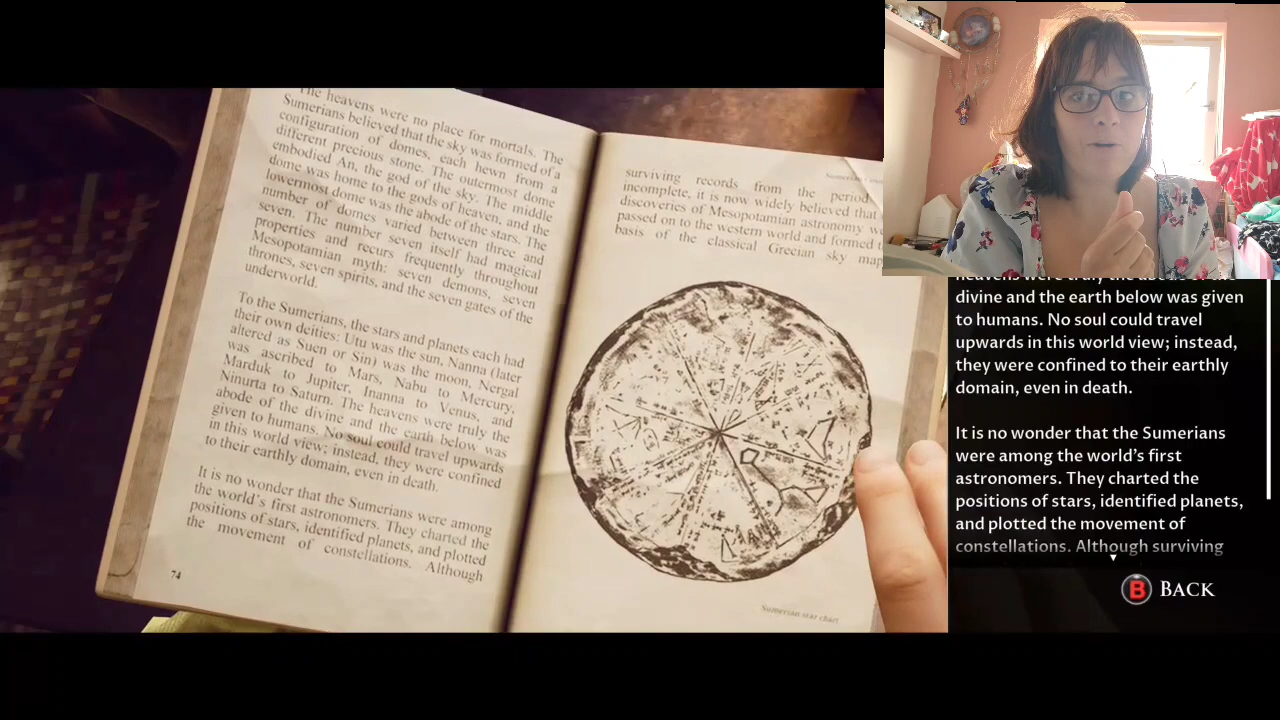 The heavens were no place for mortals. The
Sumerians believed that the sky was formed of a
configuration of domes, each hewn from a
different precious stone. The outermost dome
embodied An, the god of the sky. The middle
dome was home to the gods of heaven, and the
lowermost dome was the abode of the stars. The
number of domes varied between three and
seven. The number seven itself had magical
properties and recurs frequently throughout
Mesopotamian myth: seven demons, seven
thrones, seven spirits, and the seven gates of the
underworld.
To the Sumerians, the stars and planets each had
their own deities: Utu was the sun, Nanna (later
altered as Suen or Sin) was the moon, Nergal
was ascribed to Mars, Nabu to Mercury,
Marduk to Jupiter, Inanna to Venus, and
Ninurta to Saturn. The heavens were truly the
abode of the divine and the earth below was
given to humans. No soul could travel upwards
in this world view; instead, they were confined
to their earthly domain, even in death.
It is no wonder that the Sumerians were among
the world's first astronomers. They charted the
positions of stars, identified planets, and plotted
the movement of constellations. Although
74
Sumerian
surviving records from the period
incomplete, it is now widely believed that
discoveries of Mesopotamian astronomy we
passed on to the western world and formed t
basis of the classical Grecian sky map
Sumerian star chart
heavens were truly the
divine and the earth below was given
to humans. No soul could travel
upwards in this world view; instead,
they were confined to their earthly
domain, even in death.
It is no wonder that the Sumerians
were among the world's first
astronomers. They charted the
positions of stars, identified planets,
and plotted the movement of
constellations. Although surviving
B BACK